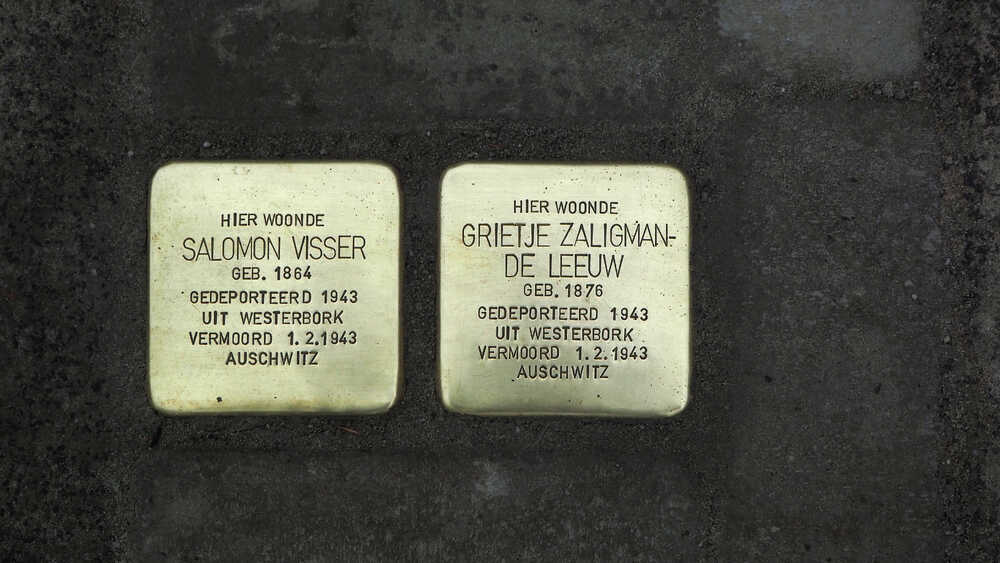 HIER WOONDE
SALOMON VISSER
GEB. 1864
GEDEPORTEERD 1943
UIT WESTERBORK
VERMOORD 1.2.1943
AUSCHWITZ
HIER WOONDE
GRIETJE ZALIGMAN-
DE LEEUW
GEB. 1876
GEDEPORTEERD 1943
UIT WESTERBORK
VERMOORD 1.2.1943
AUSCHWITZ